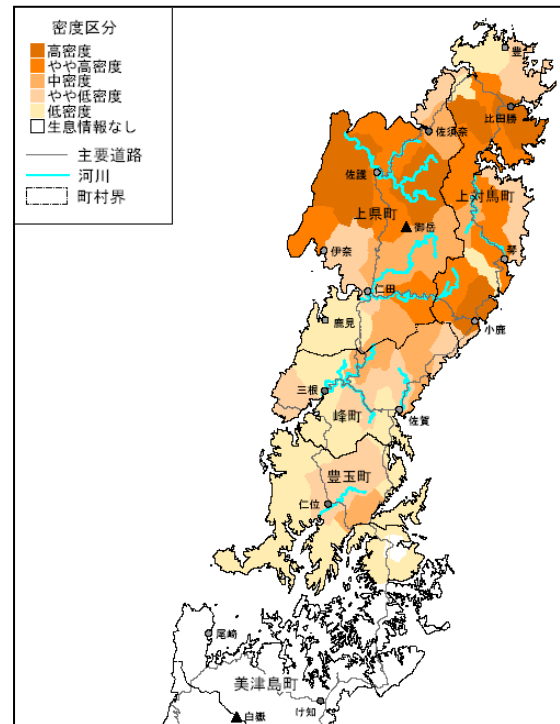 密度区分
高密度
やや高密度
中密度
やや低密度
低密度
生息情報なし
主要道路
河川
町村界
豊
比田勝
佐須奈
佐護
上対馬町
上県町
御岳
伊奈
琴
仁田
鹿見
小鹿
三根
峰町
佐賀
豊玉町
仁位
尾崎
美津島町
け知
白嶽